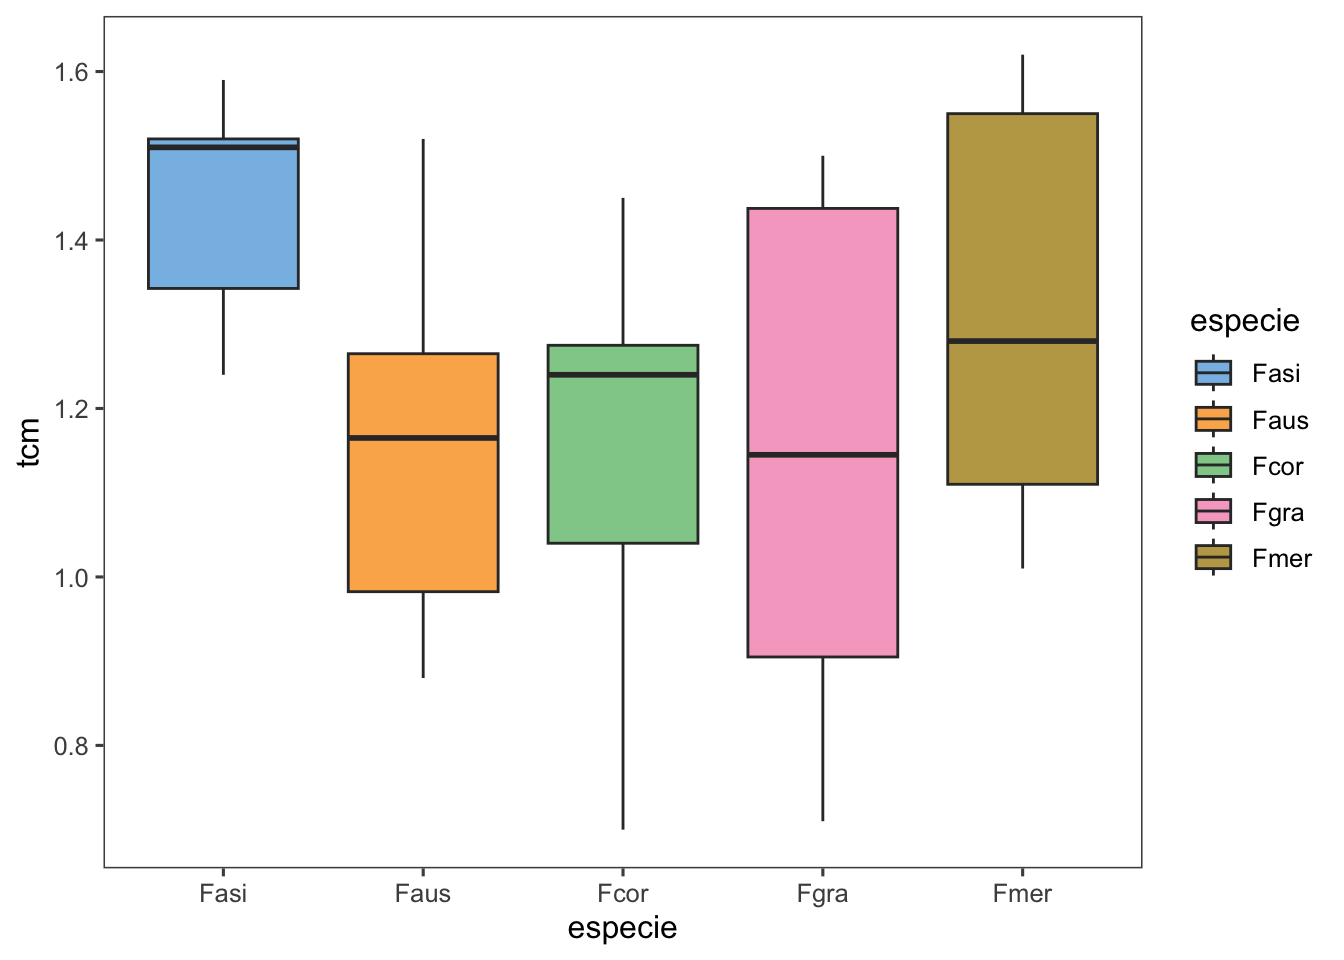 tcm
1.6
1.4
1.2
1.0
0.8
Fasi Faus Fcor Fgra Fmer
especie
especie
Fasi
Faus
Fcor
Fgra
Fmer